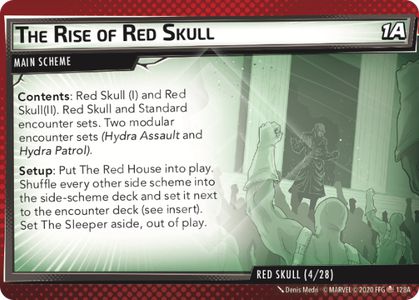 THE RISE OF RED SKULL
1A
MAIN SCHEME
Contents: Red Skull (I) and Red
Skull(II). Red Skull and Standard
encounter sets. Two modular
encounter sets (Hydra Assault and
Hydra Patrol).
Setup: Put The Red House into play.
Shuffle every other side scheme into
the side-scheme deck and set it next
to the encounter deck (see insert).
Set The Sleeper aside, out of play.
RED SKULL (4/28)
Denis Medri © MARVEL © 2020 FFG 128A